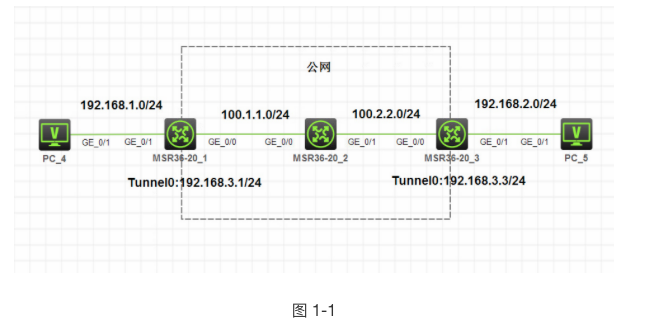 公网
192.168.1.0/24
100.1.1.0/24
100.2.2.0/24
192.168.2.0/24
V
V
GE_0/1
GE_0/1
GE_0/0
GE_0/0
GE_0/1
GE_0/0
GE_0/1
GE_0/1
PC_4
MSR36-20_1
MSR36-20_2
MSR36-20_3
PC_5
Tunnel0:192.168.3.1/24
Tunnel0:192.168.3.3/24
图 1-1